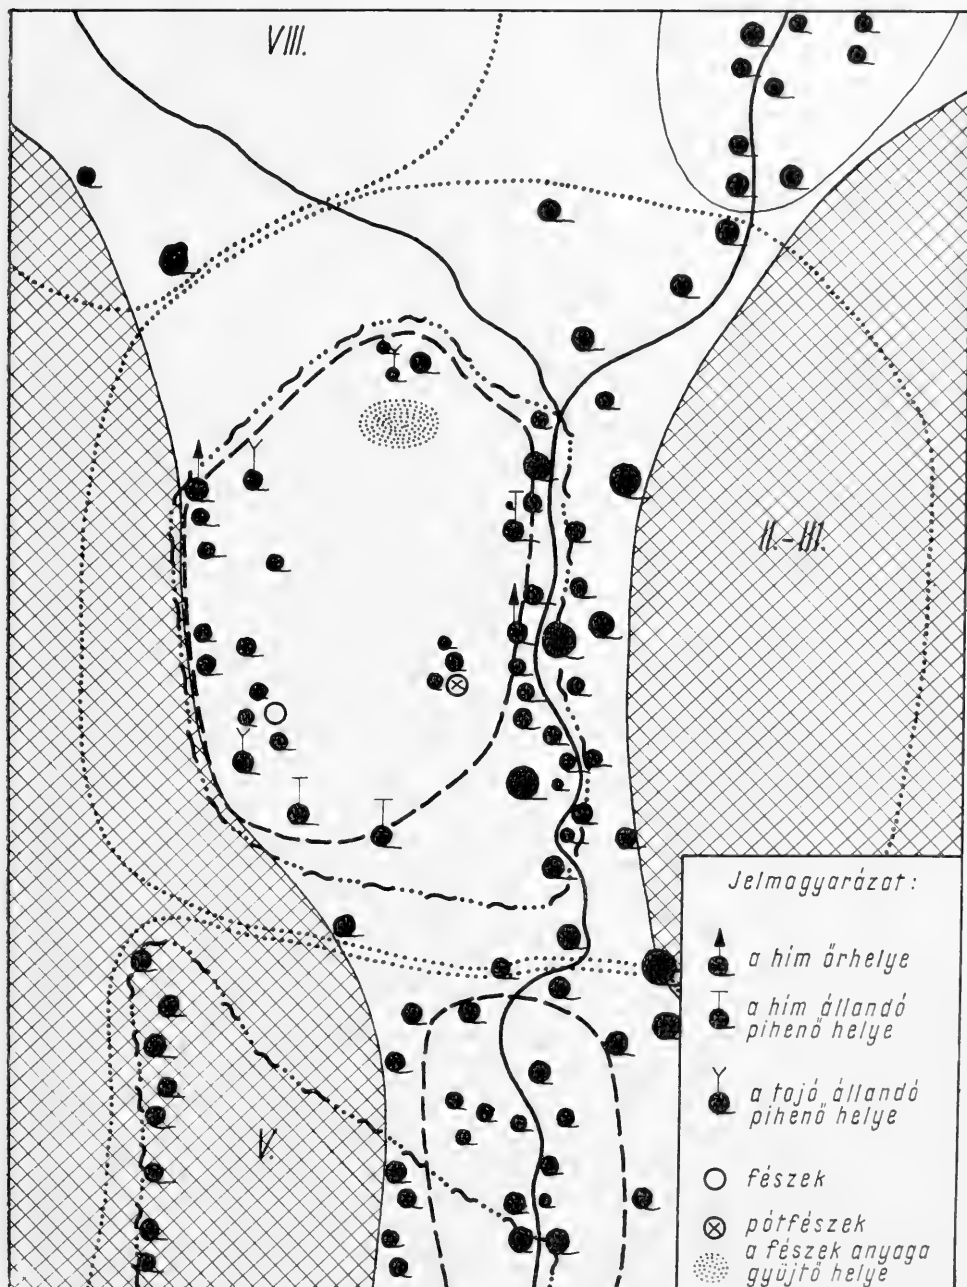 VIII.
II.-III.
V.
Jelmagyarázat:
a hím őrhelye
a hím állandó
pihenő helye
a tojó állandó
pihenő helye
fészek
pótfészek
a fészek anyaga
gyüjtő helye